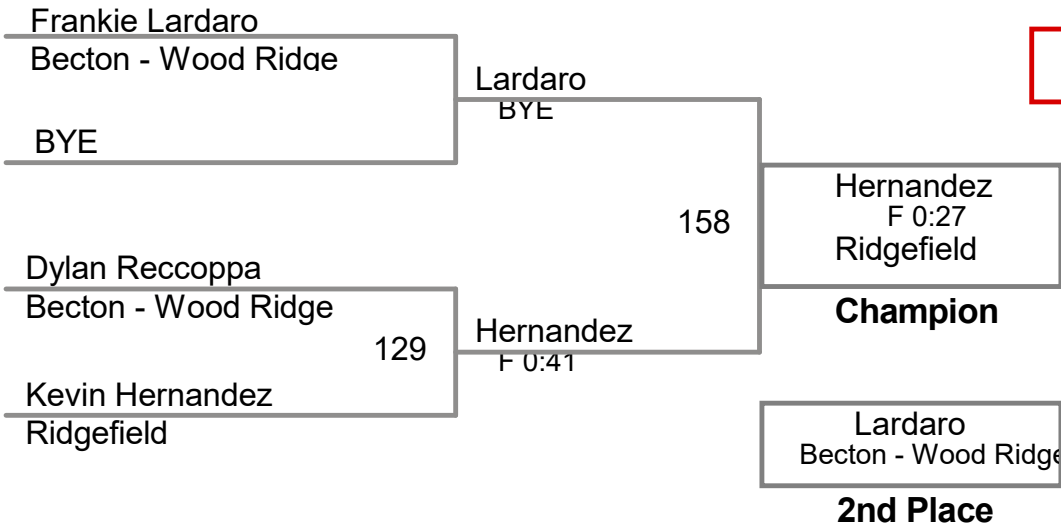 Frankie Lardaro
Becton - Wood Ridge
BYE
Lardaro
BYE
Dylan Reccoppa
Becton - Wood Ridge
129
Kevin Hernandez
Ridgefield
Hernandez
F 0:41
158
Hernandez
F 0:27
Ridgefield
Champion
Lardaro
Becton - Wood Ridge
2nd Place